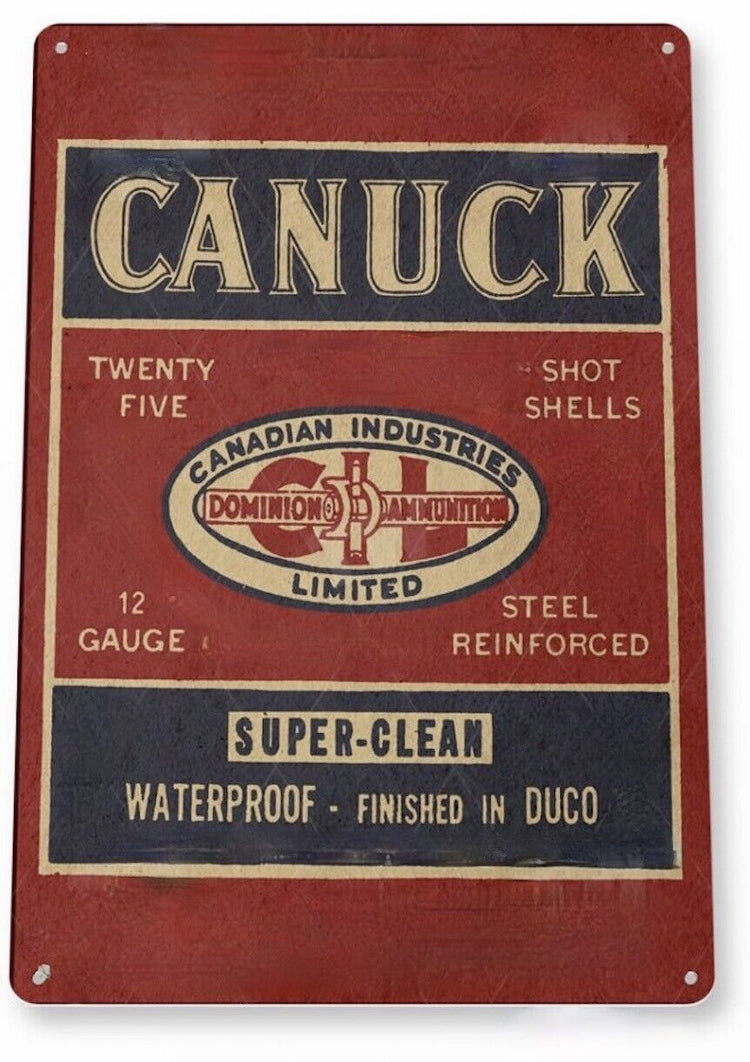 CANUCK
TWENTY
FIVE
SHOT
SHELLS
CANADIAN INDUSTRIES
CIL
DOMINION AMMUNITION
LIMITED
12
GAUGE
STEEL
REINFORCED
SUPER-CLEAN
WATERPROOF - FINISHED IN DUCO